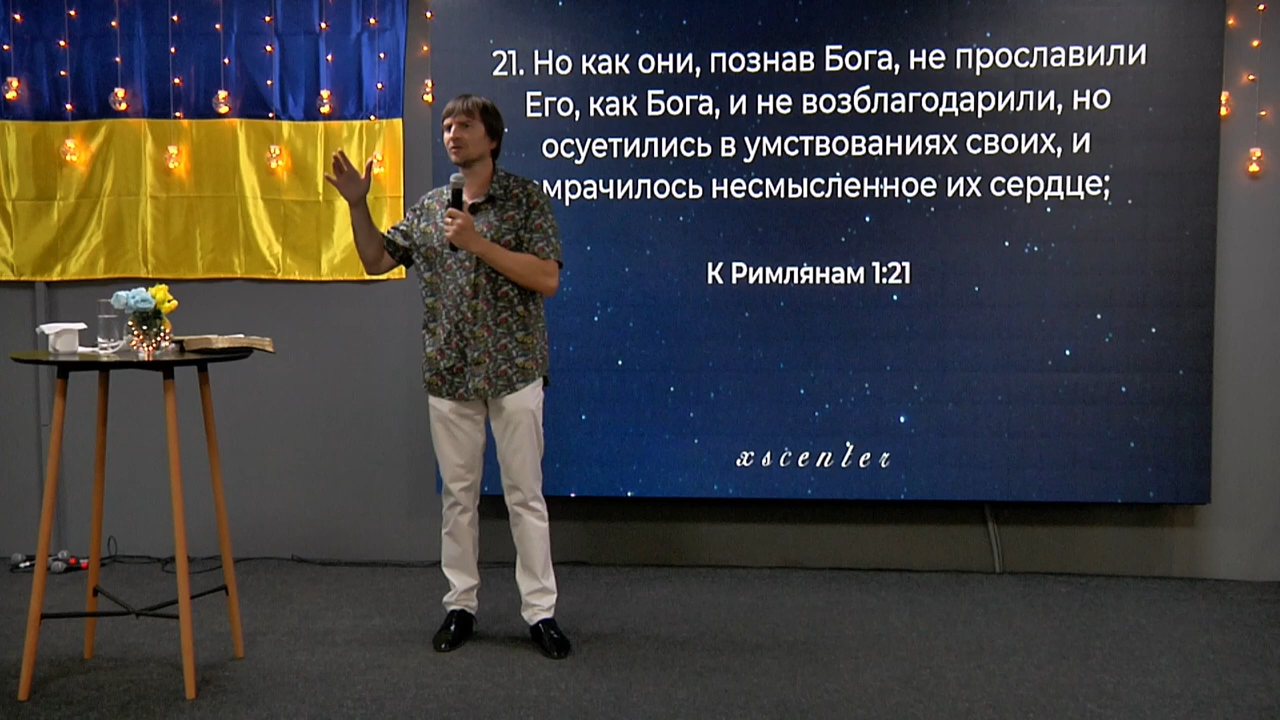 21. Но как они, познав Бога, не прославили
Его, как Бога, и не возблагодарили, но
осуетились в умствованиях своих, и
несмысленное их сердце;
К Римлянам 1:21
xscenter